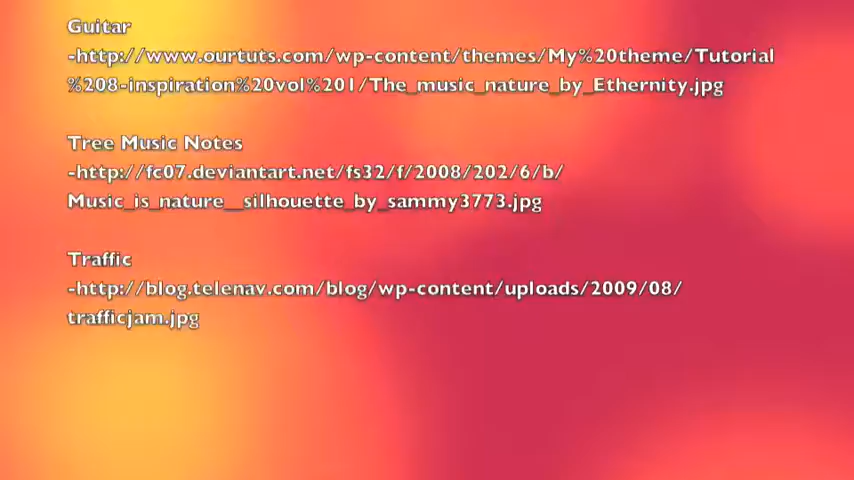 Guitar
-http://www.ourtuts.com/wp-content/themes/My%20theme/Tutorial
%208-inspiration%20vol%201/The_music_nature_by_Ethernity.jpg
Tree Music Notes
-http://fc07.deviantart.net/fs32/f/2008/202/6/b/
Music_is_nature__silhouette_by_sammy3773.jpg
Traffic
-http://blog.telenav.com/blog/wp-content/uploads/2009/08/
trafficjam.jpg